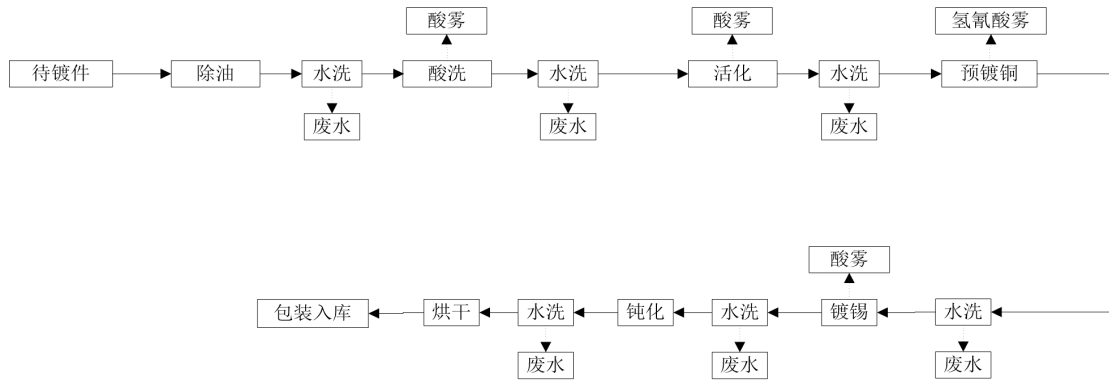 酸雾
酸雾
氢氰酸雾
待镀件
除油
水洗
酸洗
水洗
活化
水洗
预镀铜
废水
废水
废水
酸雾
包装入库
烘干
水洗
钝化
水洗
镀锡
水洗
废水
废水
废水